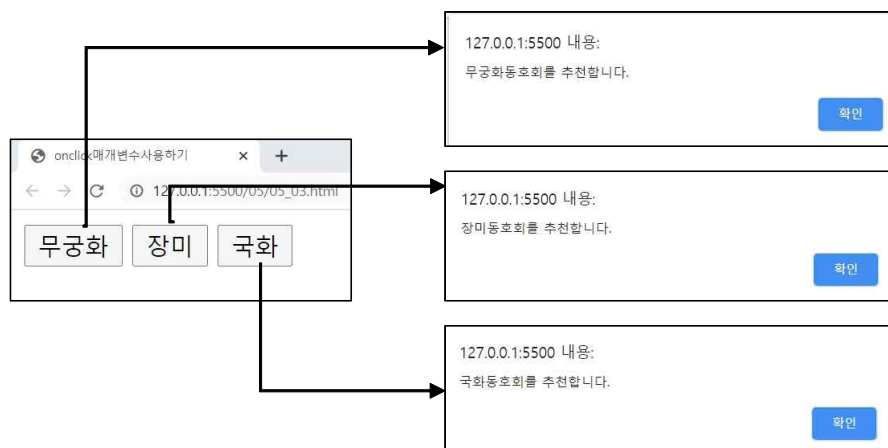 onclick매개변수사용하기
127.0.0.1:5500/05/05_03.html
무궁화 장미 국화
127.0.0.1:5500 내용:
무궁화동호회를 추천합니다.
확인
127.0.0.1:5500 내용:
장미동호회를 추천합니다.
확인
127.0.0.1:5500 내용:
국화동호회를 추천합니다.
확인